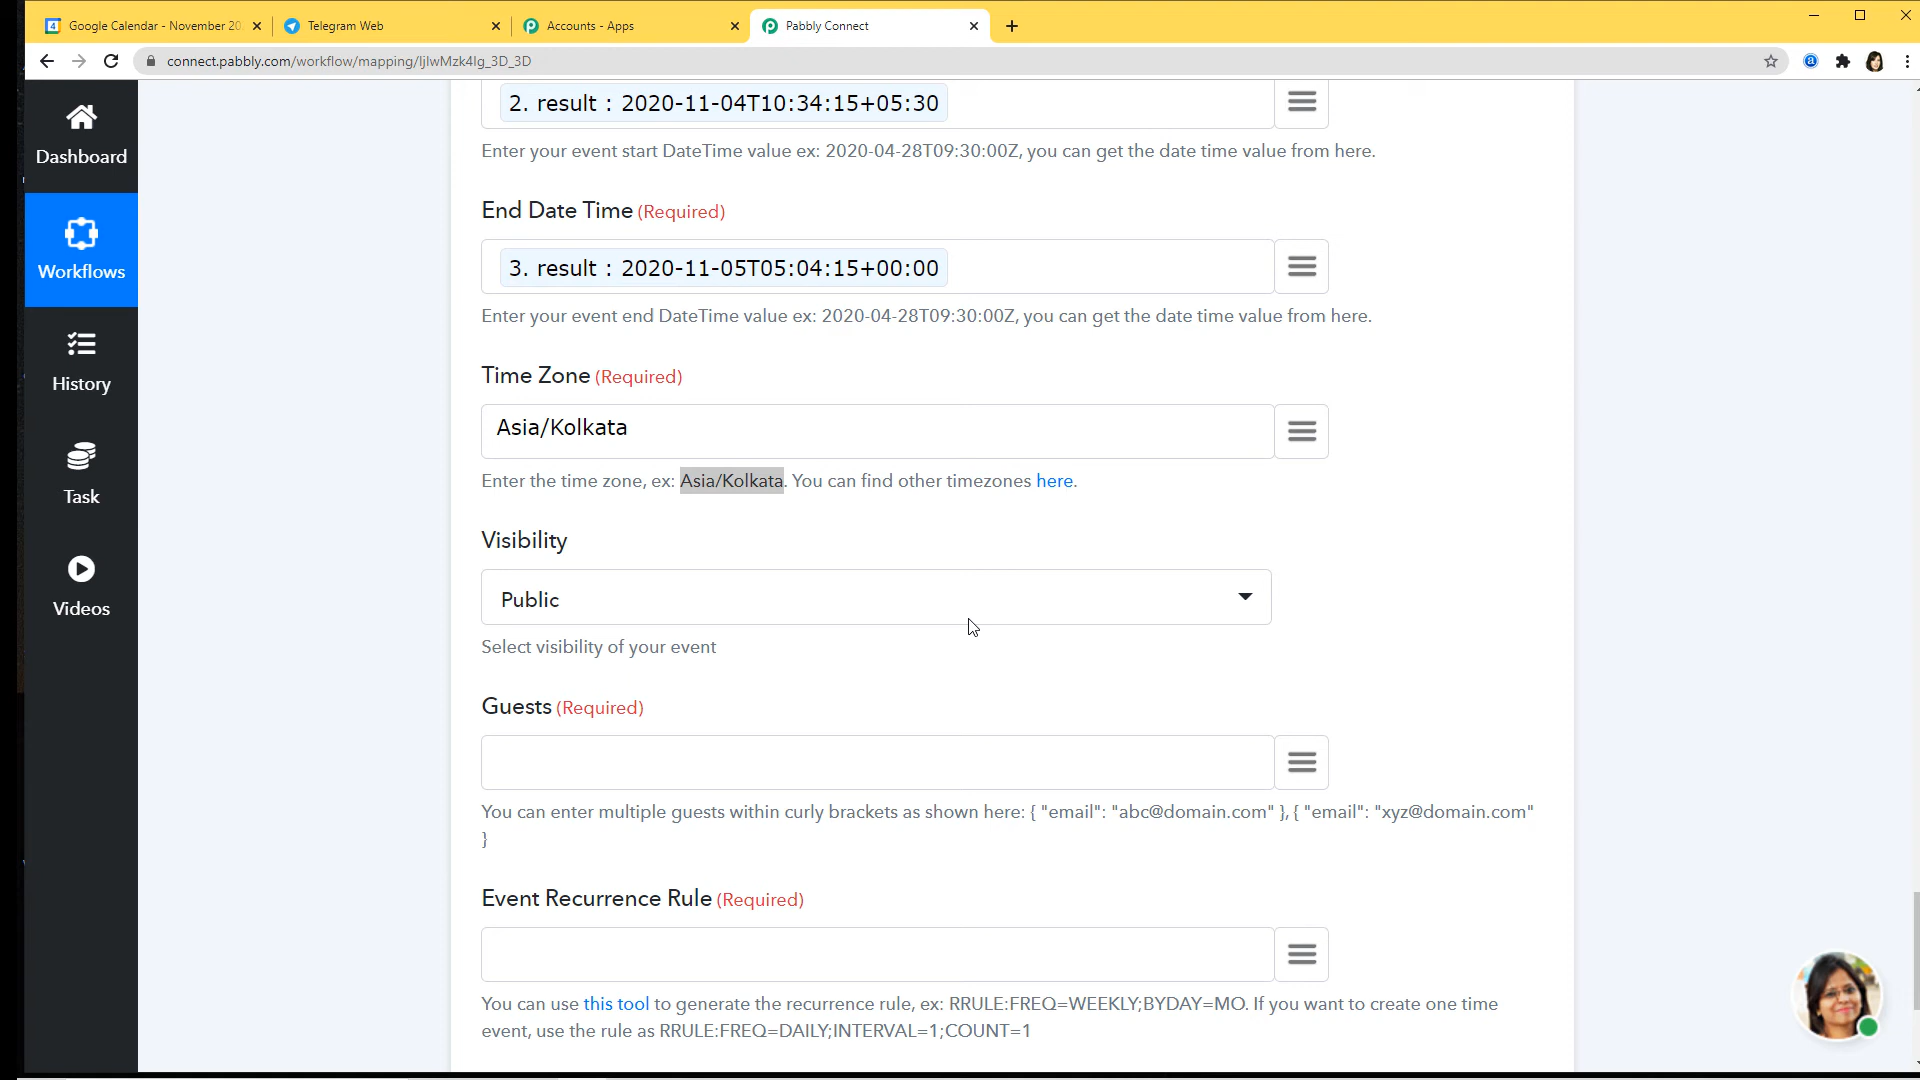 Google Calendar - November 20
Telegram Web
Accounts - Apps
Pabbly Connect
connect.pabbly.com/workflow/mapping/IjIwMzk4Ig_3D_3D
Dashboard
Workflows
History
Task
Videos
2. result : 2020-11-04T10:34:15+05:30
Enter your event start DateTime value ex: 2020-04-28T09:30:00Z, you can get the date time value from here.
End Date Time (Required)
3. result : 2020-11-05T05:04:15+00:00
Enter your event end DateTime value ex: 2020-04-28T09:30:00Z, you can get the date time value from here.
Time Zone (Required)
Asia/Kolkata
Enter the time zone, ex: Asia/Kolkata. You can find other timezones here.
Visibility
Public
Select visibility of your event
Guests (Required)
You can enter multiple guests within curly brackets as shown here: { "email": "abc@domain.com" }, { "email": "xyz@domain.com"
}
Event Recurrence Rule (Required)
You can use this tool to generate the recurrence rule, ex: RRULE:FREQ=WEEKLY;BYDAY=MO. If you want to create one time
event, use the rule as RRULE:FREQ=DAILY;INTERVAL=1;COUNT=1